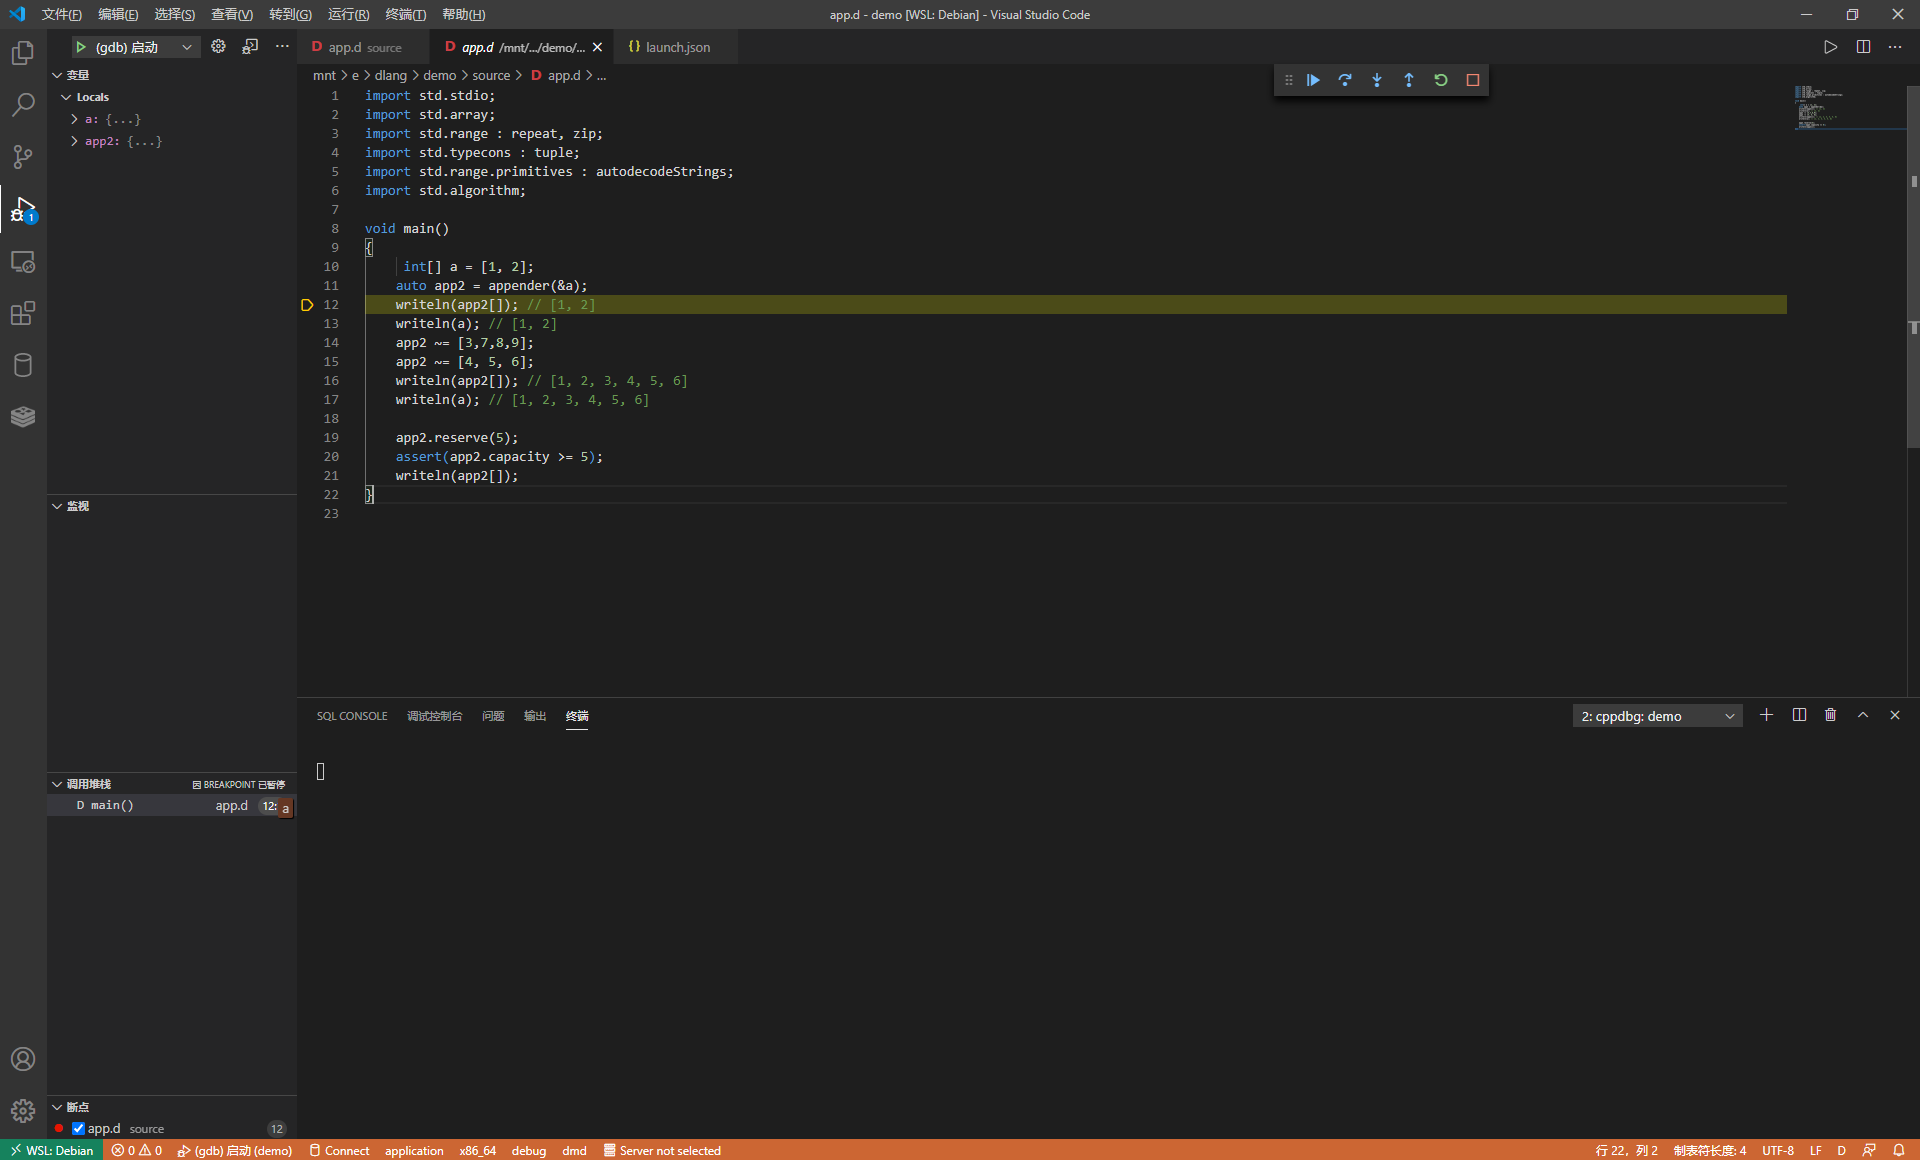 文件(F) 编辑(E) 选择(S) 查看(V) 转到(G) 运行(R) 终端(T) 帮助(H)
app.d - demo [WSL: Debian] - Visual Studio Code
(gdb) 启动
app.d source
app.d /mnt/.../demo/...
launch.json
变量
Locals
a: {...}
app2: {...}
监视
调用堆栈
因 BREAKPOINT 已暂停
D main() app.d 12:
a
断点
app.d source 12
1
mnt > e > dlang > demo > source > D app.d > ...
1 import std.stdio;
2 import std.array;
3 import std.range : repeat, zip;
4 import std.typecons : tuple;
5 import std.range.primitives : autodecodeStrings;
6 import std.algorithm;
7
8 void main()
9 {
10 int[] a = [1, 2];
11 auto app2 = appender(&a);
12 writeln(app2[]); // [1, 2]
13 writeln(a); // [1, 2]
14 app2 ~= [3,7,8,9];
15 app2 ~= [4, 5, 6];
16 writeln(app2[]); // [1, 2, 3, 4, 5, 6]
17 writeln(a); // [1, 2, 3, 4, 5, 6]
18
19 app2.reserve(5);
20 assert(app2.capacity >= 5);
21 writeln(app2[]);
22 }
23
SQL CONSOLE 调试控制台 问题 输出 终端
2: cppdbg: demo
WSL: Debian 0 0 (gdb) 启动 (demo) Connect application x86_64 debug dmd Server not selected
行 22，列 2 制表符长度: 4 UTF-8 LF D